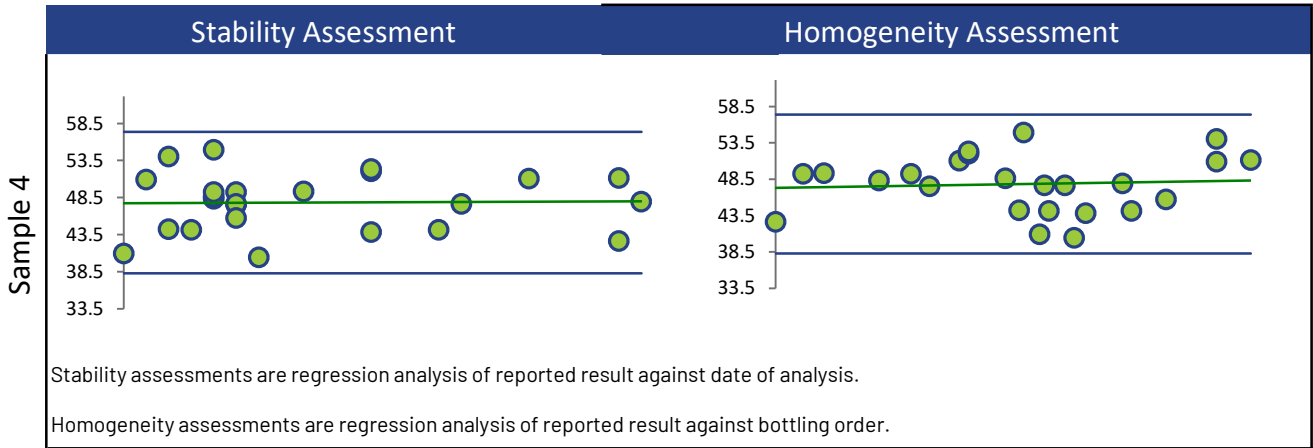 Stability Assessment
Homogeneity Assessment
Sample 4
58.5
53.5
48.5
43.5
38.5
33.5
58.5
53.5
48.5
43.5
38.5
33.5
Stability assessments are regression analysis of reported result against date of analysis.
Homogeneity assessments are regression analysis of reported result against bottling order.